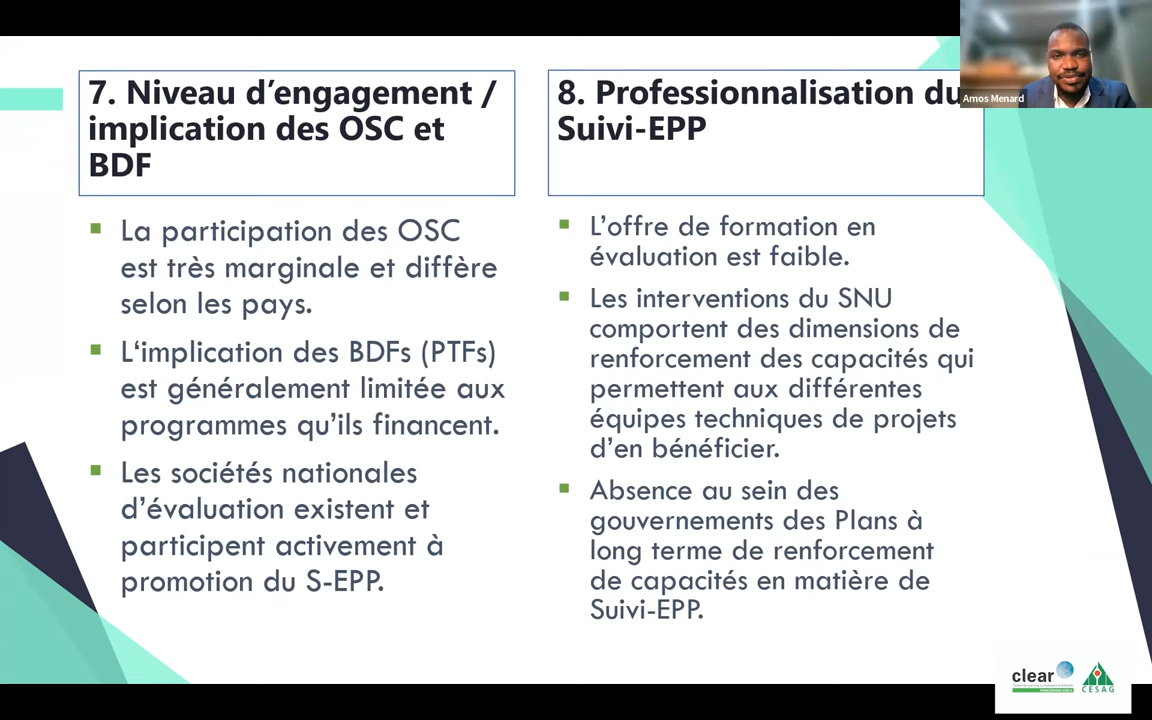 7. Niveau d’engagement /
implication des OSC et
BDF
La participation des OSC
est très marginale et diffère
selon les pays.
L‘implication des BDFs (PTFs)
est généralement limitée aux
programmes qu’ils financent.
Les sociétés nationales
d’évaluation existent et
participent activement à
promotion du S-EPP.
8. Professionnalisation du
Suivi-EPP
L’offre de formation en
évaluation est faible.
Les interventions du SNU
comportent des dimensions de
renforcement des capacités qui
permettent aux différentes
équipes techniques de projets
d’en bénéficier.
Absence au sein des
gouvernements des Plans à
long terme de renforcement
de capacités en matière de
Suivi-EPP.
Amos Menard
clear
CESAG